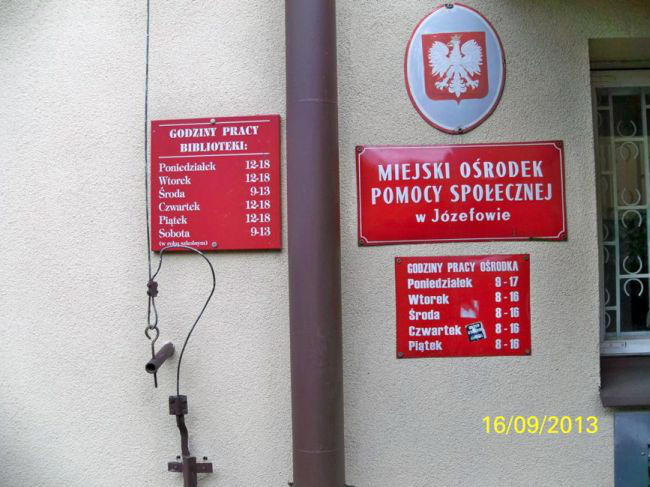 GODZINY PRACY
BIBLIOTEKI:
Poniedziałek 12-18
Wtorek 12-18
Środa 9-13
Czwartek 12-18
Piątek 12-18
Sobota 9-13
(w roku szkolnym)
MIEJSKI OŚRODEK
POMOCY SPOŁECZNEJ
w Józefowie
GODZINY PRACY OŚRODKA
Poniedziałek 9 - 17
Wtorek 8 - 16
Środa 8 - 16
Czwartek 8 - 16
Piątek 8 - 16
16/09/2013